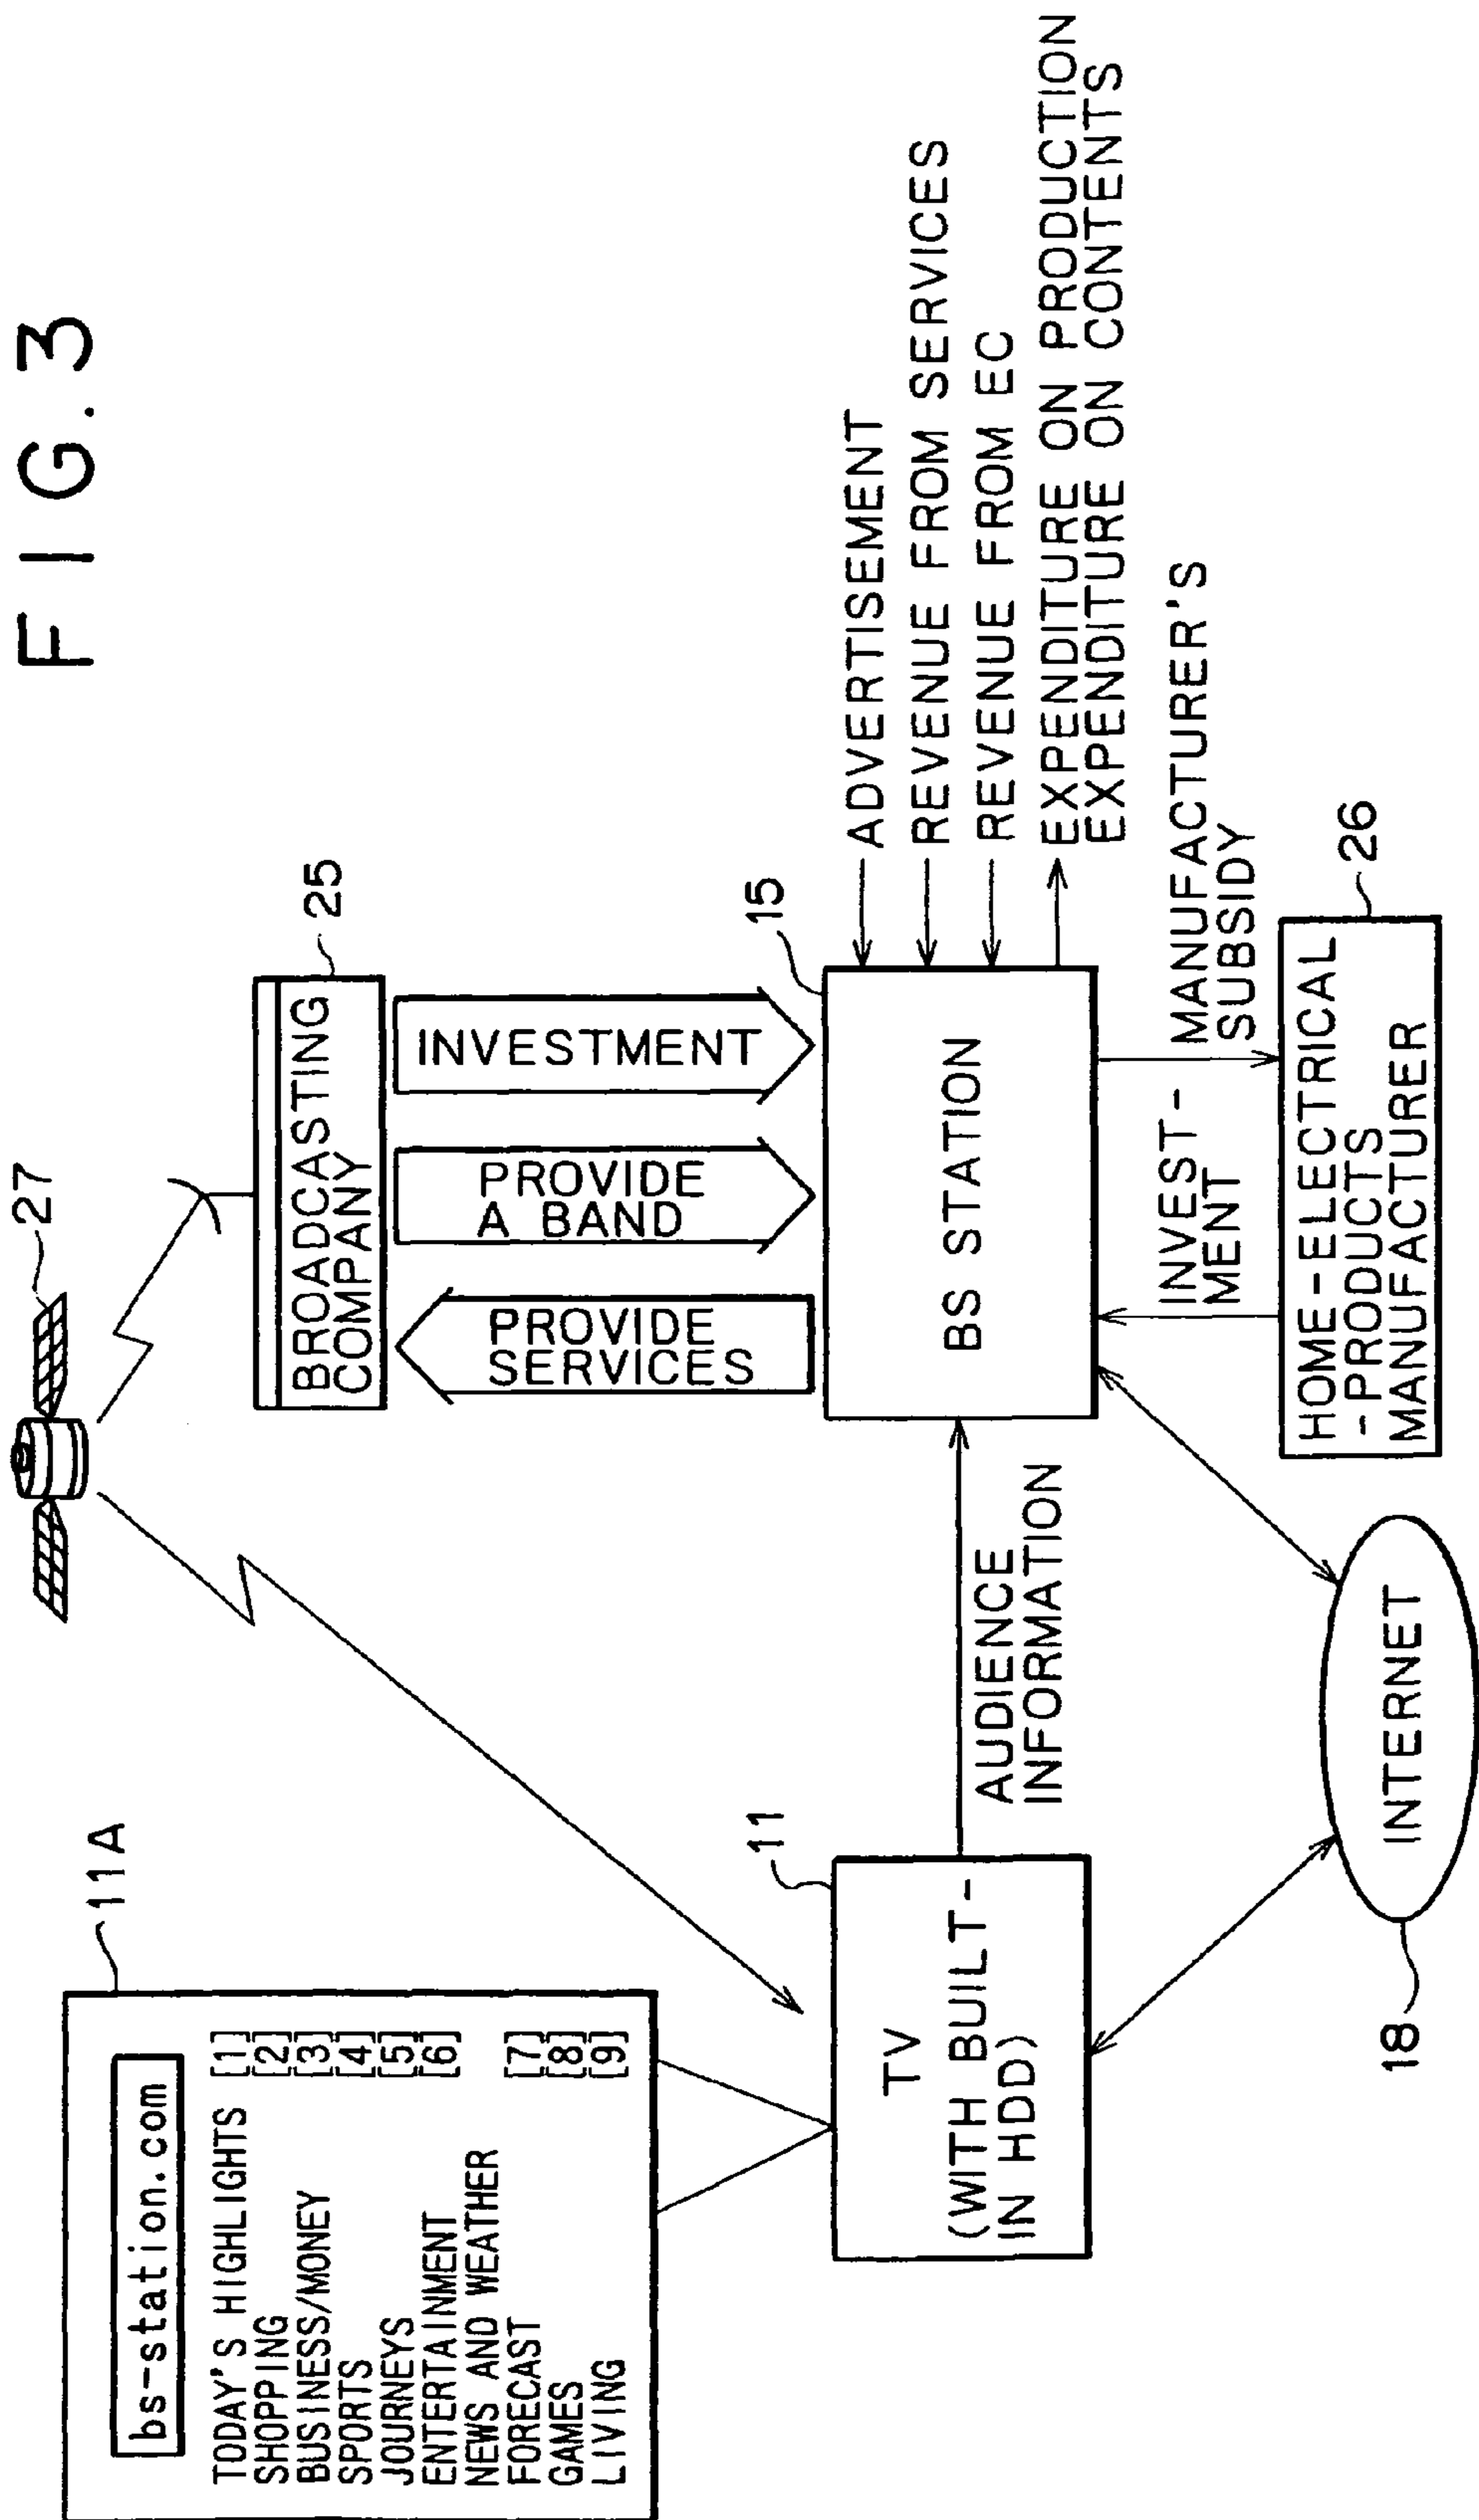 FIG.3
27
11A
bs-station.com
TODAY'S HIGHLIGHTS [1]
SHOPPING [2]
BUSINESS/MONEY [3]
SPORTS [4]
JOURNEYS [5]
ENTERTAINMENT [6]
NEWS AND WEATHER
FORECAST [7]
GAMES [8]
LIVING [9]
25
BROADCASTING
COMPANY
PROVIDE
SERVICES
PROVIDE
A BAND
INVESTMENT
11
TV
(WITH BUILT-
IN HDD)
AUDIENCE
INFORMATION
15
BS STATION
ADVERTISEMENT
REVENUE FROM SERVICES
REVENUE FROM EC
EXPENDITURE ON PRODUCTION
EXPENDITURE ON CONTENTS
INVEST-
MENT
MANUFACTURER'S
SUBSIDY
18
INTERNET
26
HOME-ELECTRICAL
-PRODUCTS
MANUFACTURER